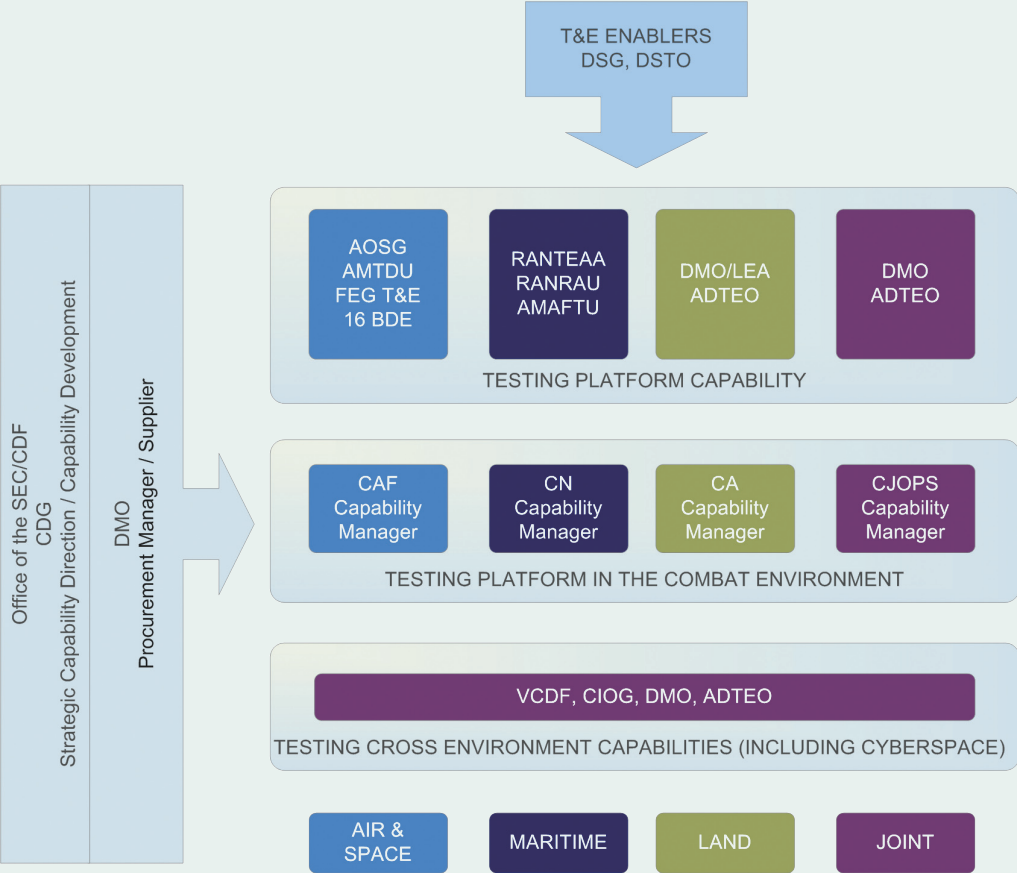 T&E ENABLERS
DSG, DSTO
Office of the SEC/CDF
CDG
Strategic Capability Direction / Capability Development
DMO
Procurement Manager / Supplier
AOSG
AMTDU
FEG T&E
16 BDE
RANTEAA
RANRAU
AMAFTU
DMO/LEA
ADTEO
DMO
ADTEO
TESTING PLATFORM CAPABILITY
CAF
Capability
Manager
CN
Capability
Manager
CA
Capability
Manager
CJOPS
Capability
Manager
TESTING PLATFORM IN THE COMBAT ENVIRONMENT
VCDF, CIOG, DMO, ADTEO
TESTING CROSS ENVIRONMENT CAPABILITIES (INCLUDING CYBERSPACE)
AIR &
SPACE
MARITIME
LAND
JOINT